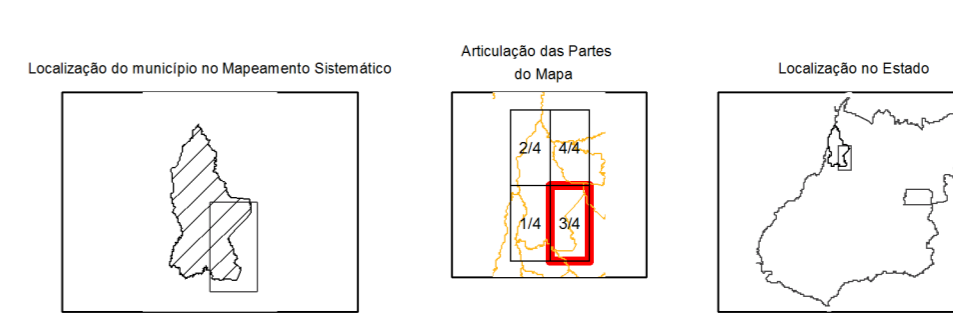 Localização do município no Mapeamento Sistemático
Articulação das Partes
do Mapa
Localização no Estado
2/4 4/4
1/4 3/4